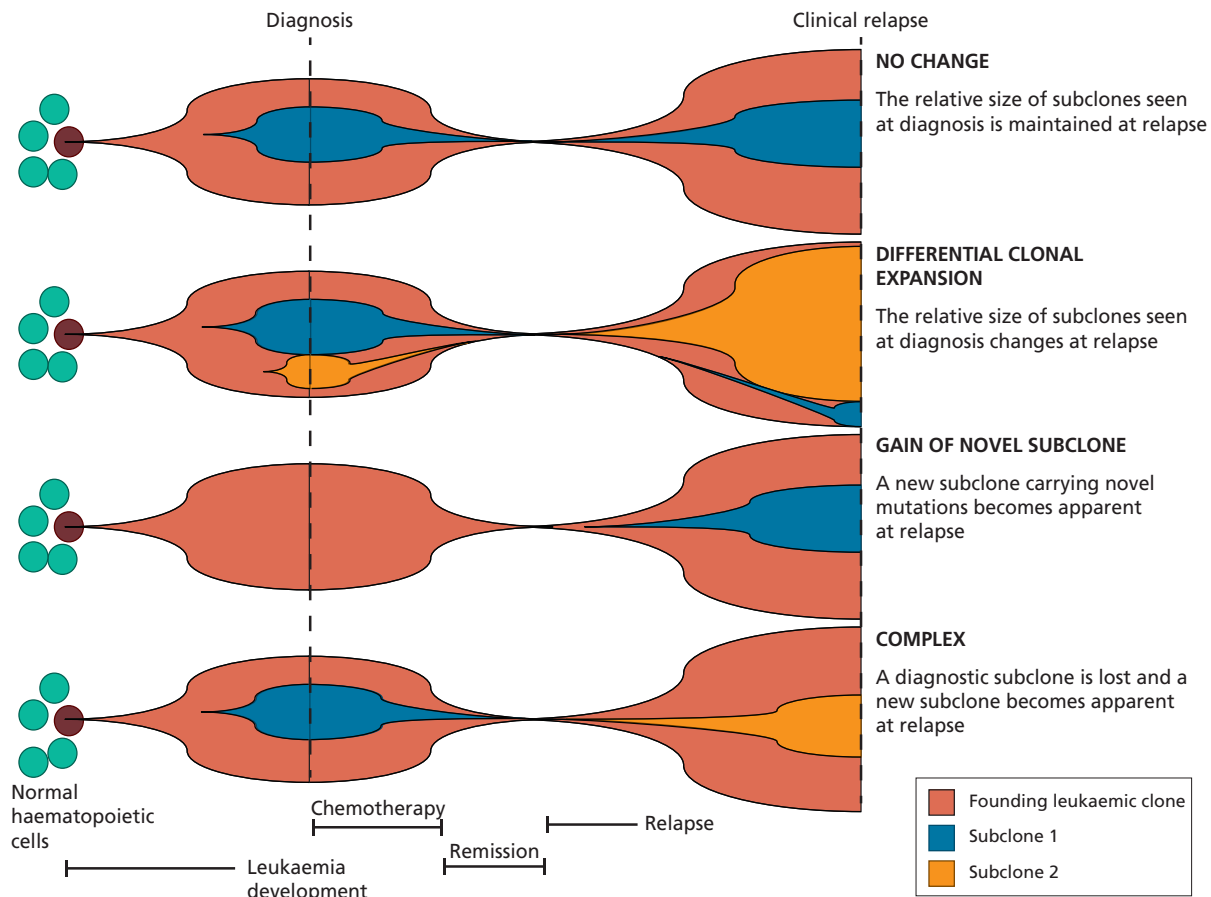 Diagnosis
Clinical relapse
NO CHANGE
The relative size of subclones seen
at diagnosis is maintained at relapse
DIFFERENTIAL CLONAL
EXPANSION
The relative size of subclones seen
at diagnosis changes at relapse
GAIN OF NOVEL SUBCLONE
A new subclone carrying novel
mutations becomes apparent
at relapse
COMPLEX
A diagnostic subclone is lost and a
new subclone becomes apparent
at relapse
Normal
haematopoietic
cells
Chemotherapy
Relapse
Remission
Leukaemia
development
Founding leukaemic clone
Subclone 1
Subclone 2